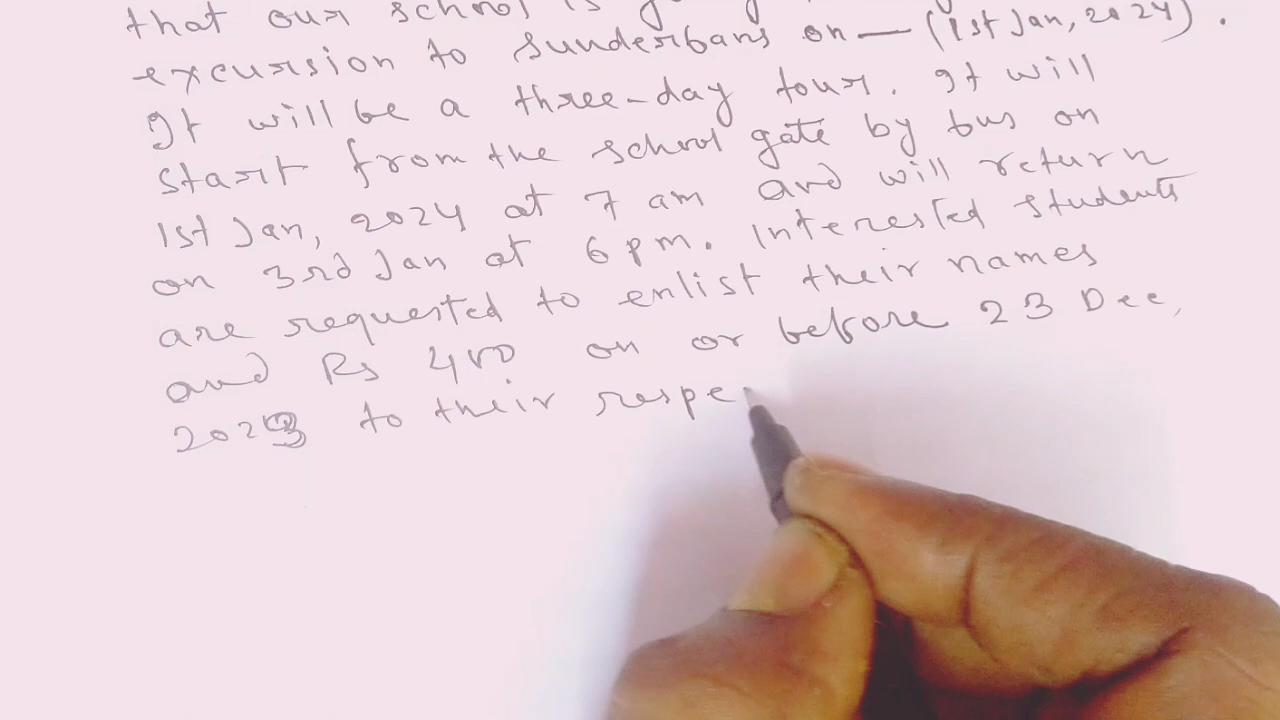 that our school is
excursion to Sunderbans on — (1st Jan, 2024).
It will be a three-day tour. It will
start from the school gate by bus on
1st Jan, 2024 at 7 am and will return
on 3rd Jan at 6 pm. Interested students
are requested to enlist their names
and Rs 400 on or before 23 Dec,
2023 to their respe